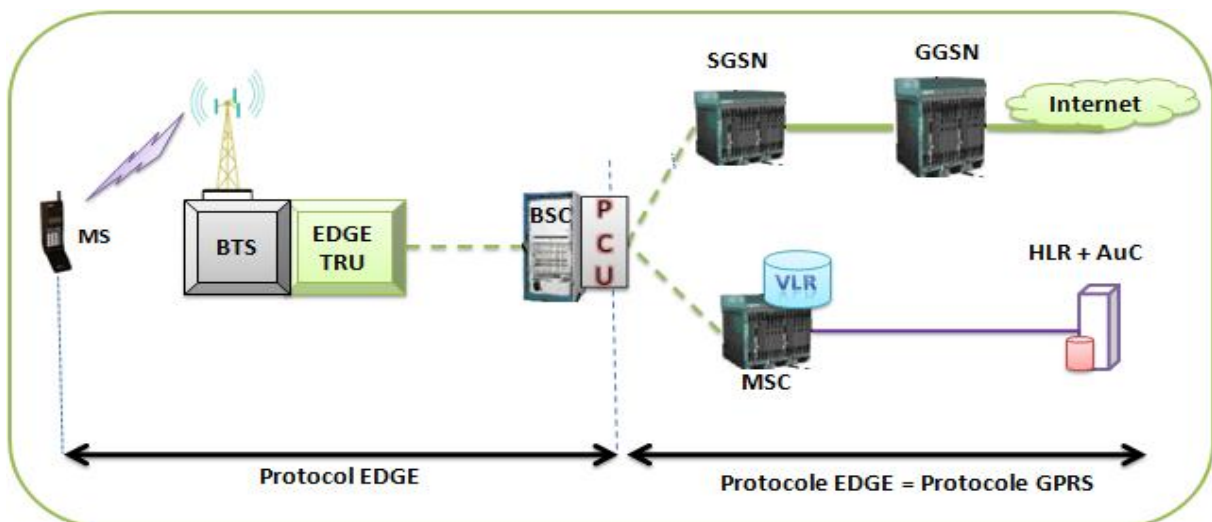 SGSN
GGSN
Internet
MS
BTS
EDGE
TRU
BSC
P
C
U
VLR
HLR + AuC
MSC
Protocol EDGE
Protocole EDGE = Protocole GPRS